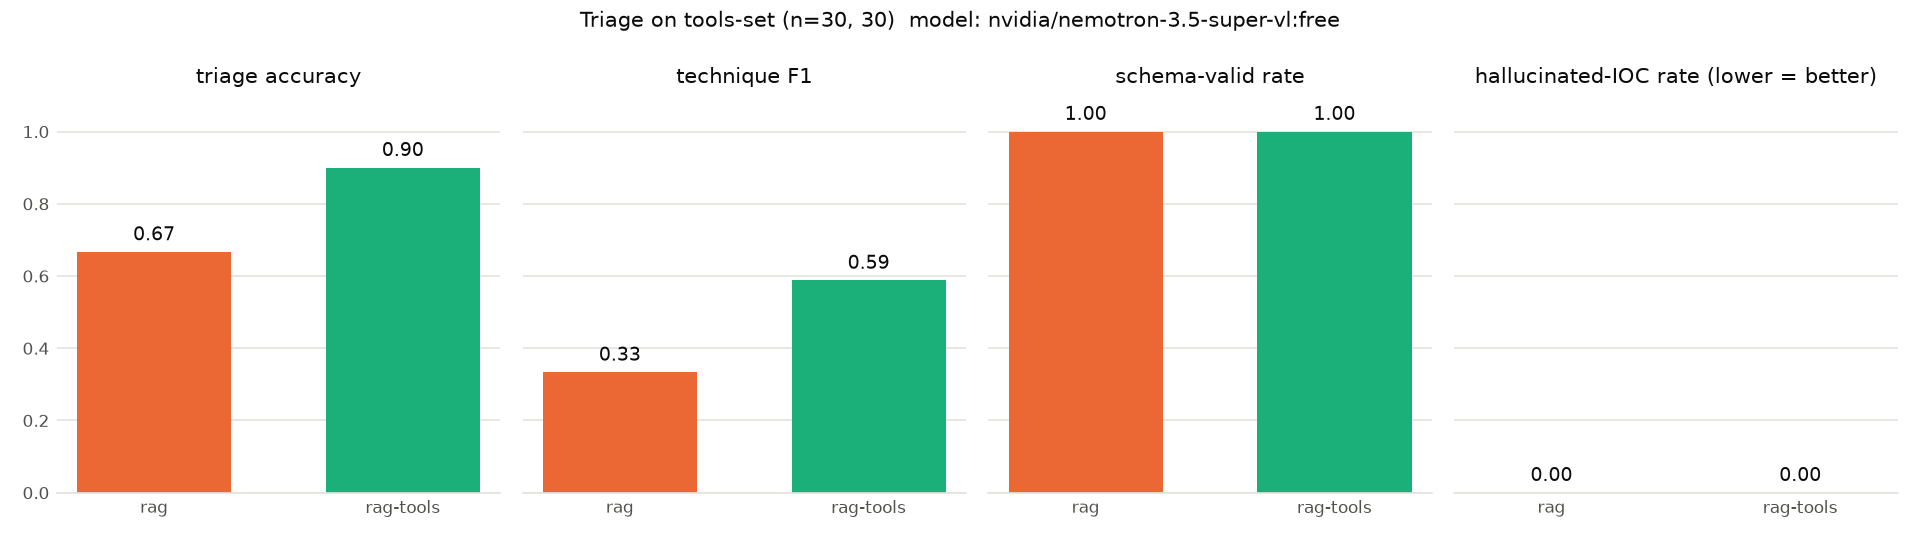 Triage on tools-set (n=30, 30)  model: nvidia/nemotron-3.5-super-vl:free
triage accuracy
technique F1
schema-valid rate
hallucinated-IOC rate (lower = better)
1.0
0.8
0.6
0.4
0.2
0.0
0.67
0.90
rag
rag-tools
0.33
0.59
rag
rag-tools
1.00
1.00
rag
rag-tools
0.00
0.00
rag
rag-tools